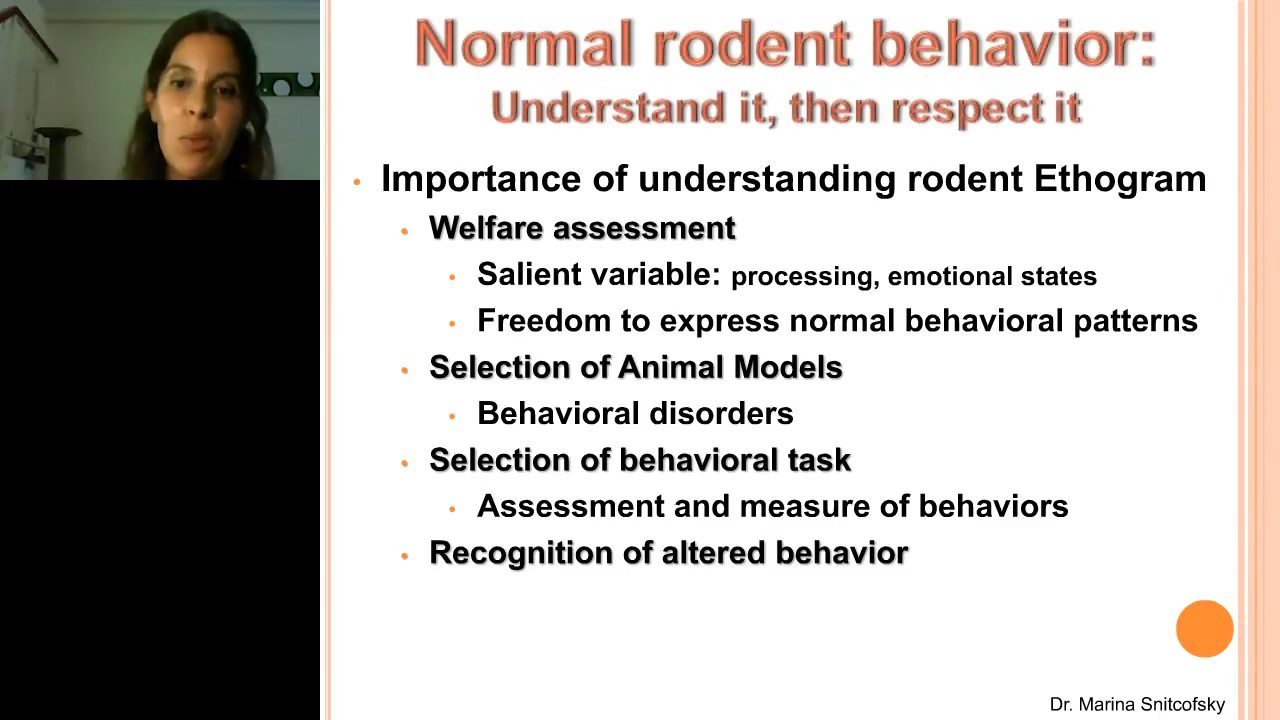 Normal rodent behavior:
Understand it, then respect it
• Importance of understanding rodent Ethogram
• Welfare assessment
• Salient variable: processing, emotional states
• Freedom to express normal behavioral patterns
• Selection of Animal Models
• Behavioral disorders
• Selection of behavioral task
• Assessment and measure of behaviors
• Recognition of altered behavior
Dr. Marina Snitcofsky